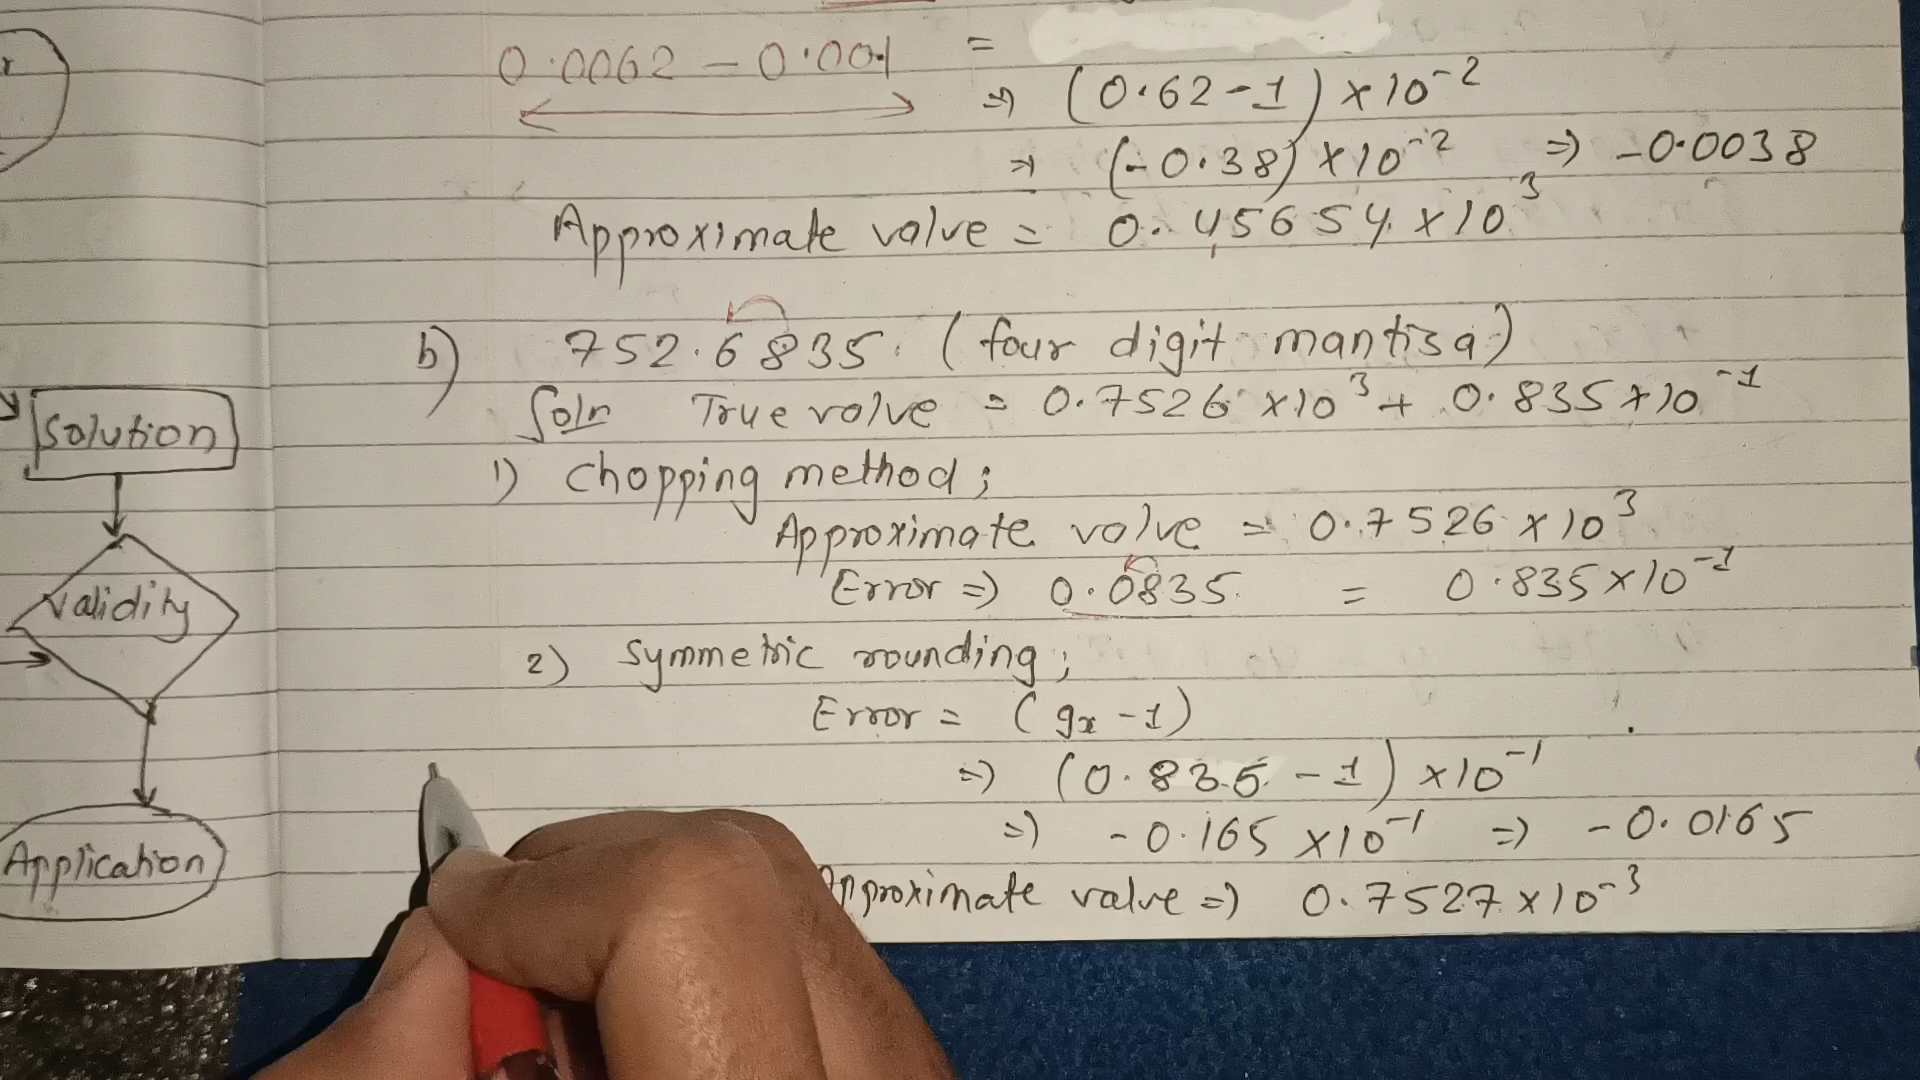 0.0062 - 0.001 =
⇒ (0.62-1) × 10⁻²
⇒ (-0.38) × 10⁻² ⇒ -0.0038
Approximate valve = 0.45654 × 10³
b) 752.6835 (four digit mantisa)
Soln True valve = 0.7526 × 10³ + 0.835 × 10⁻¹
1) Chopping method;
Approximate valve = 0.7526 × 10³
Error ⇒ 0.0835 = 0.835 × 10⁻¹
2) Symmetric rounding;
Error = (gx - 1)
⇒ (0.835 - 1) × 10⁻¹
⇒ -0.165 × 10⁻¹ ⇒ -0.0165
Approximate valve ⇒ 0.7527 × 10⁻³
Solution
Validity
Application